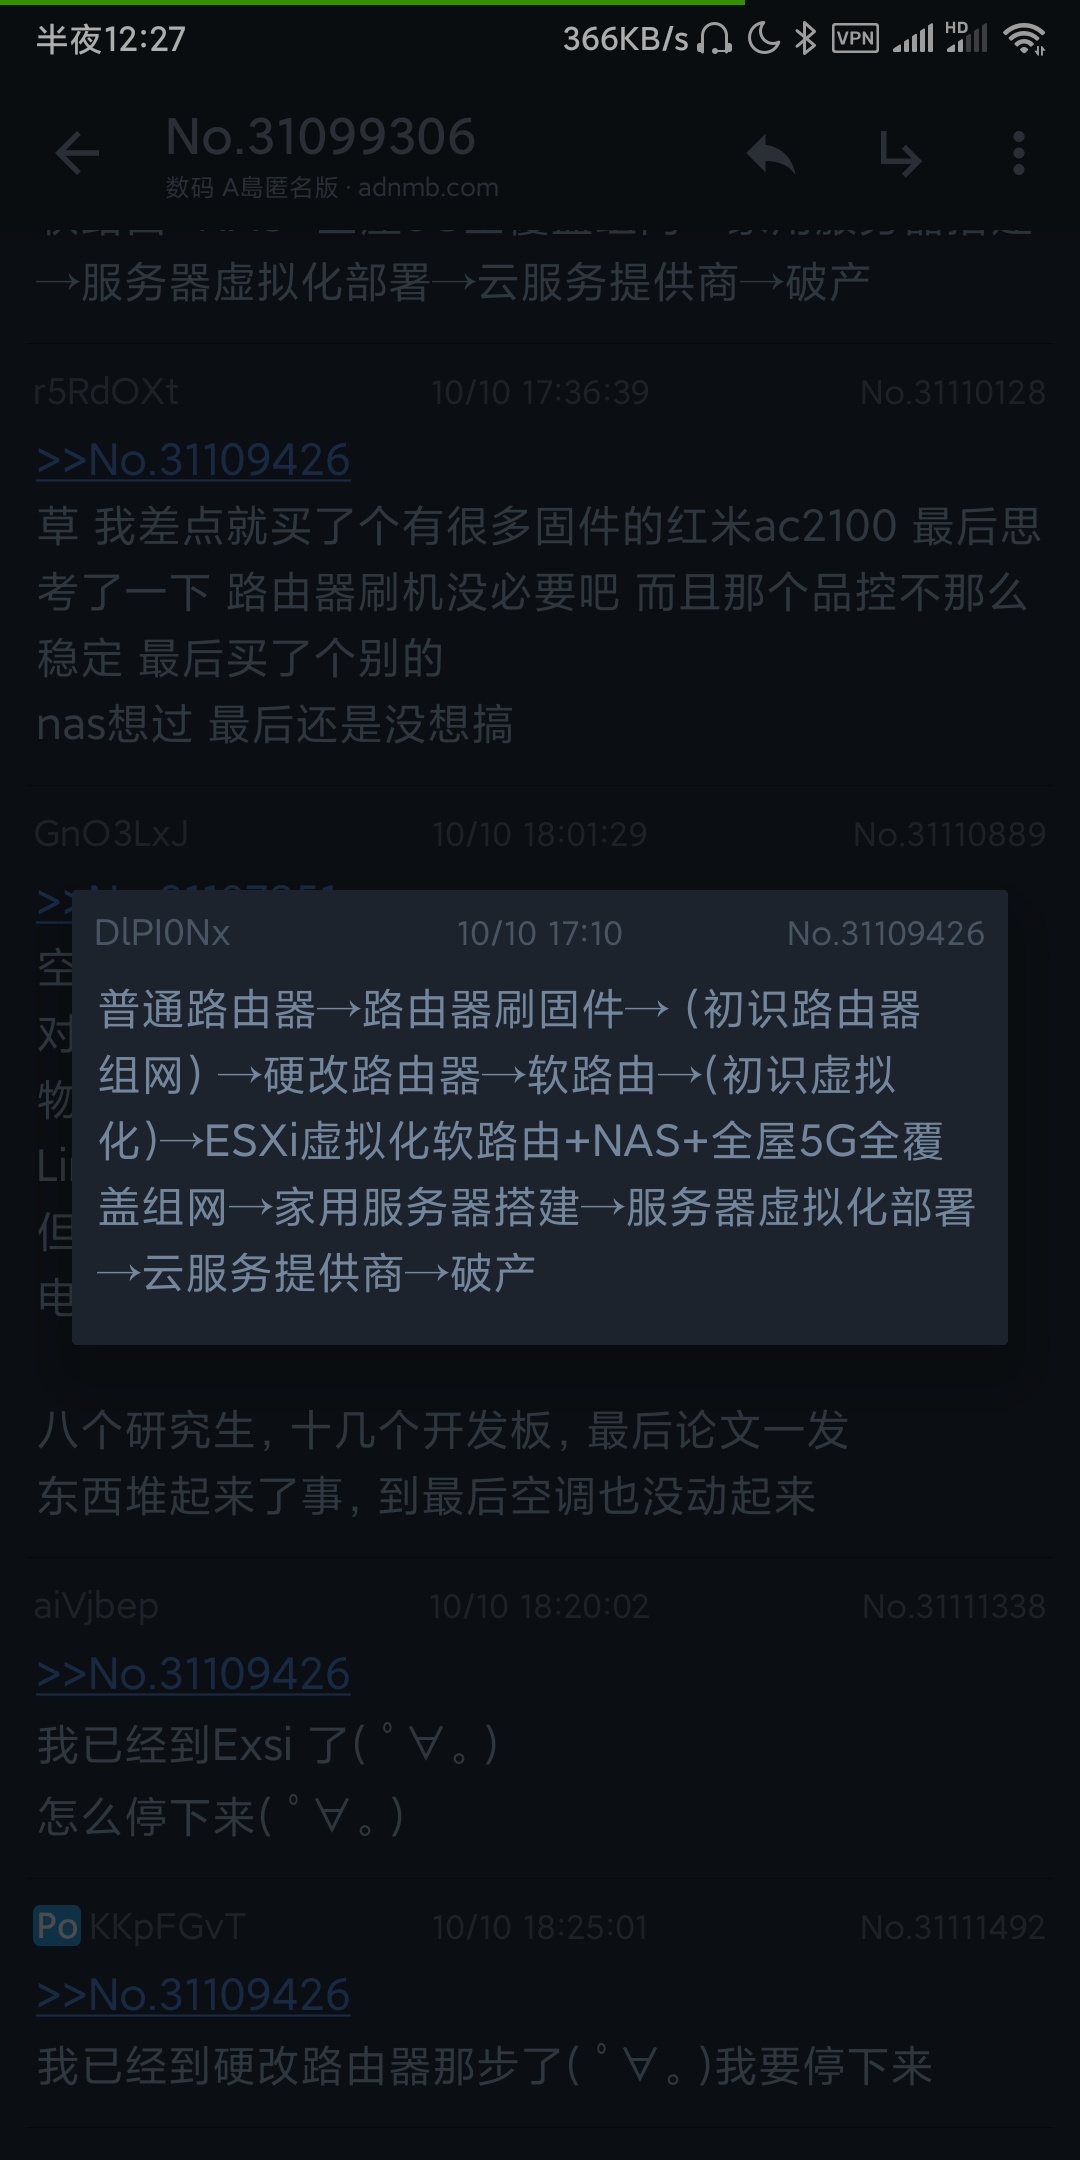 半夜12:27
366KB/s
VPN
HD
No.31099306
数码 A島匿名版 · adnmb.com
→服务器虚拟化部署→云服务提供商→破产
r5RdOXt 10/10 17:36:39 No.31110128
>>No.31109426
草 我差点就买了个有很多固件的红米ac2100 最后思
考了一下 路由器刷机没必要吧 而且那个品控不那么
稳定 最后买了个别的
nas想过 最后还是没想搞
GnO3LxJ 10/10 18:01:29 No.31110889
>>
空
对
物
Li
但
电
DlPI0Nx 10/10 17:10 No.31109426
普通路由器→路由器刷固件→ (初识路由器
组网) →硬改路由器→软路由→(初识虚拟
化)→ESXi虚拟化软路由+NAS+全屋5G全覆
盖组网→家用服务器搭建→服务器虚拟化部署
→云服务提供商→破产
八个研究生, 十几个开发板, 最后论文一发
东西堆起来了事, 到最后空调也没动起来
aiVjbep 10/10 18:20:02 No.31111338
>>No.31109426
我已经到Exsi 了( ﾟ∀。)
怎么停下来( ﾟ∀。)
Po KKpFGvT 10/10 18:25:01 No.31111492
>>No.31109426
我已经到硬改路由器那步了( ﾟ∀。)我要停下来